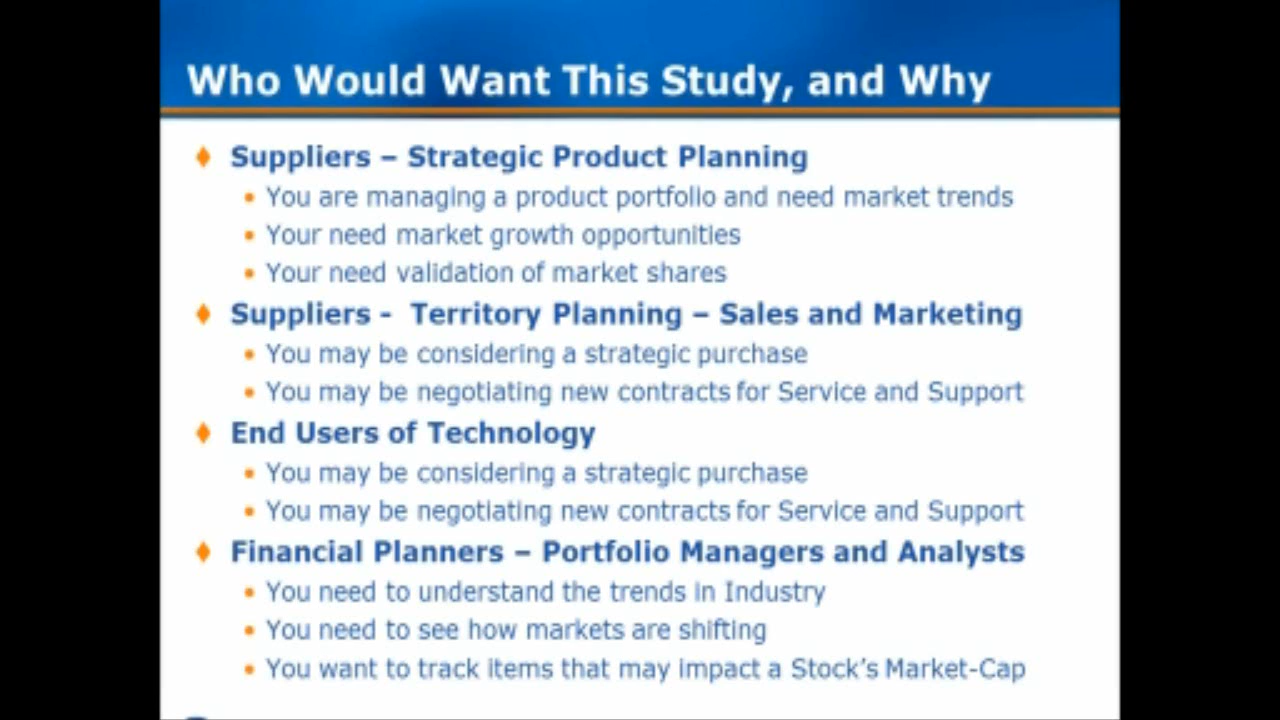 Who Would Want This Study, and Why
Suppliers – Strategic Product Planning
You are managing a product portfolio and need market trends
Your need market growth opportunities
Your need validation of market shares
Suppliers - Territory Planning – Sales and Marketing
You may be considering a strategic purchase
You may be negotiating new contracts for Service and Support
End Users of Technology
You may be considering a strategic purchase
You may be negotiating new contracts for Service and Support
Financial Planners – Portfolio Managers and Analysts
You need to understand the trends in Industry
You need to see how markets are shifting
You want to track items that may impact a Stock's Market-Cap